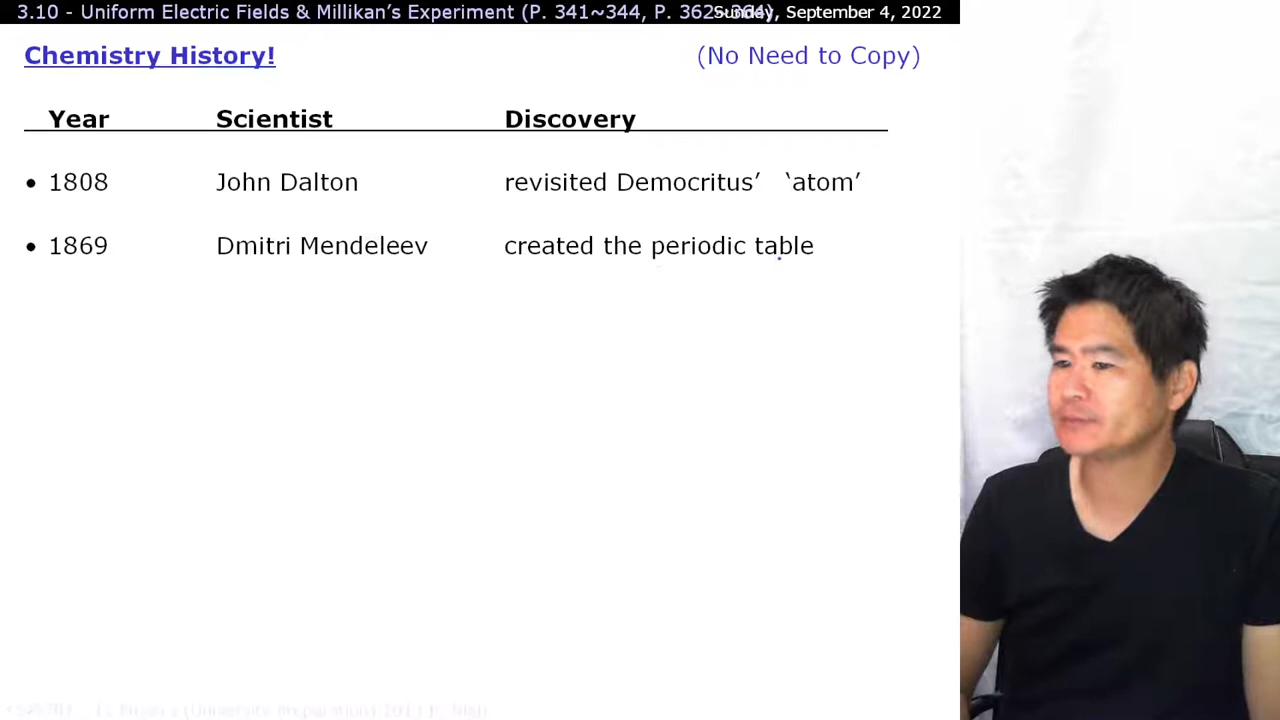 3.10 - Uniform Electric Fields & Millikan’s Experiment (P. 341~344, P. 362~364) Sunday, September 4, 2022
Chemistry History! (No Need to Copy)
Year Scientist Discovery
• 1808 John Dalton revisited Democritus’ ‘atom’
• 1869 Dmitri Mendeleev created the periodic table